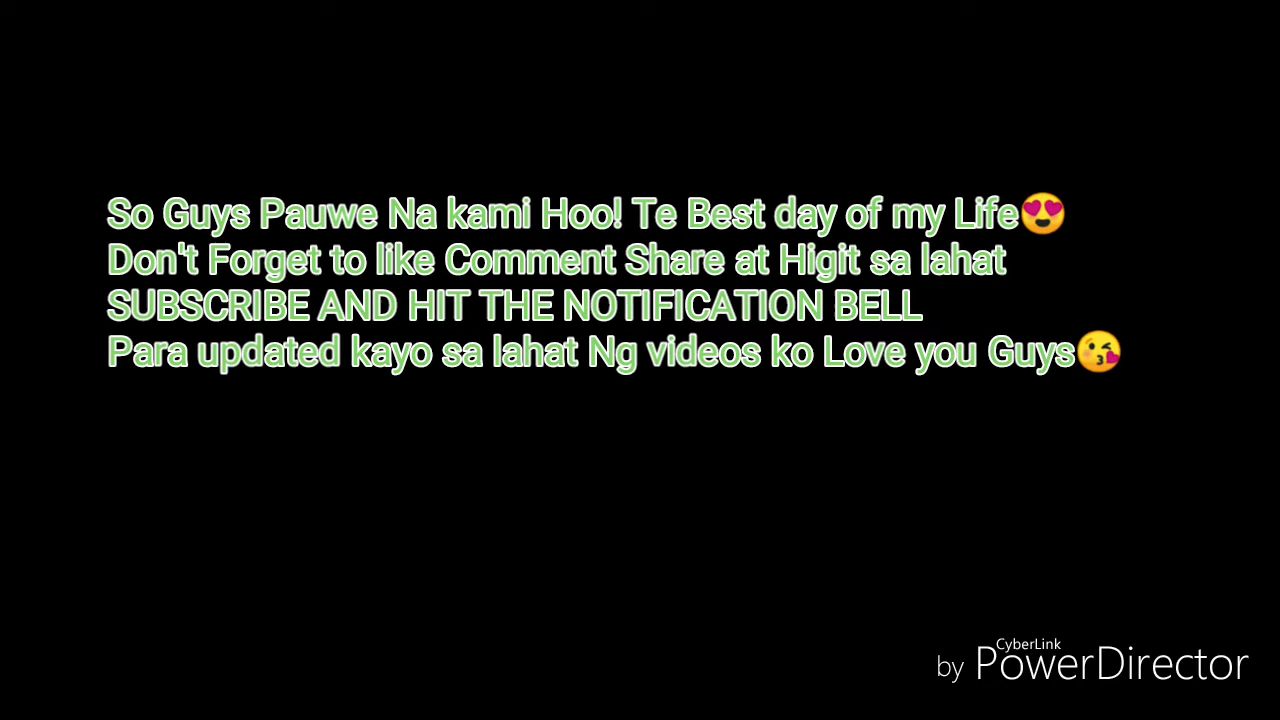 So Guys Pauwe Na kami Hoo! Te Best day of my Life😍
Don't Forget to like Comment Share at Higit sa lahat
SUBSCRIBE AND HIT THE NOTIFICATION BELL
Para updated kayo sa lahat Ng videos ko Love you Guys😘
CyberLink
by PowerDirector